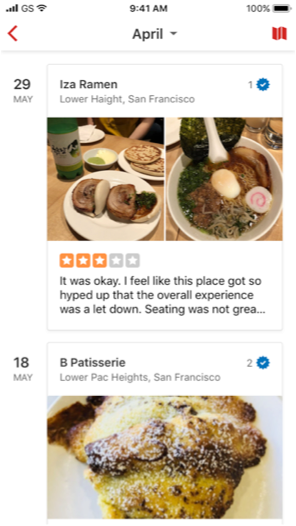 GS 9:41 AM 100%
April
29 Iza Ramen 1
MAY Lower Haight, San Francisco
It was okay. I feel like this place got so
hyped up that the overall experience
was a let down. Seating was not grea...
18 B Patisserie 2
MAY Lower Pac Heights, San Francisco